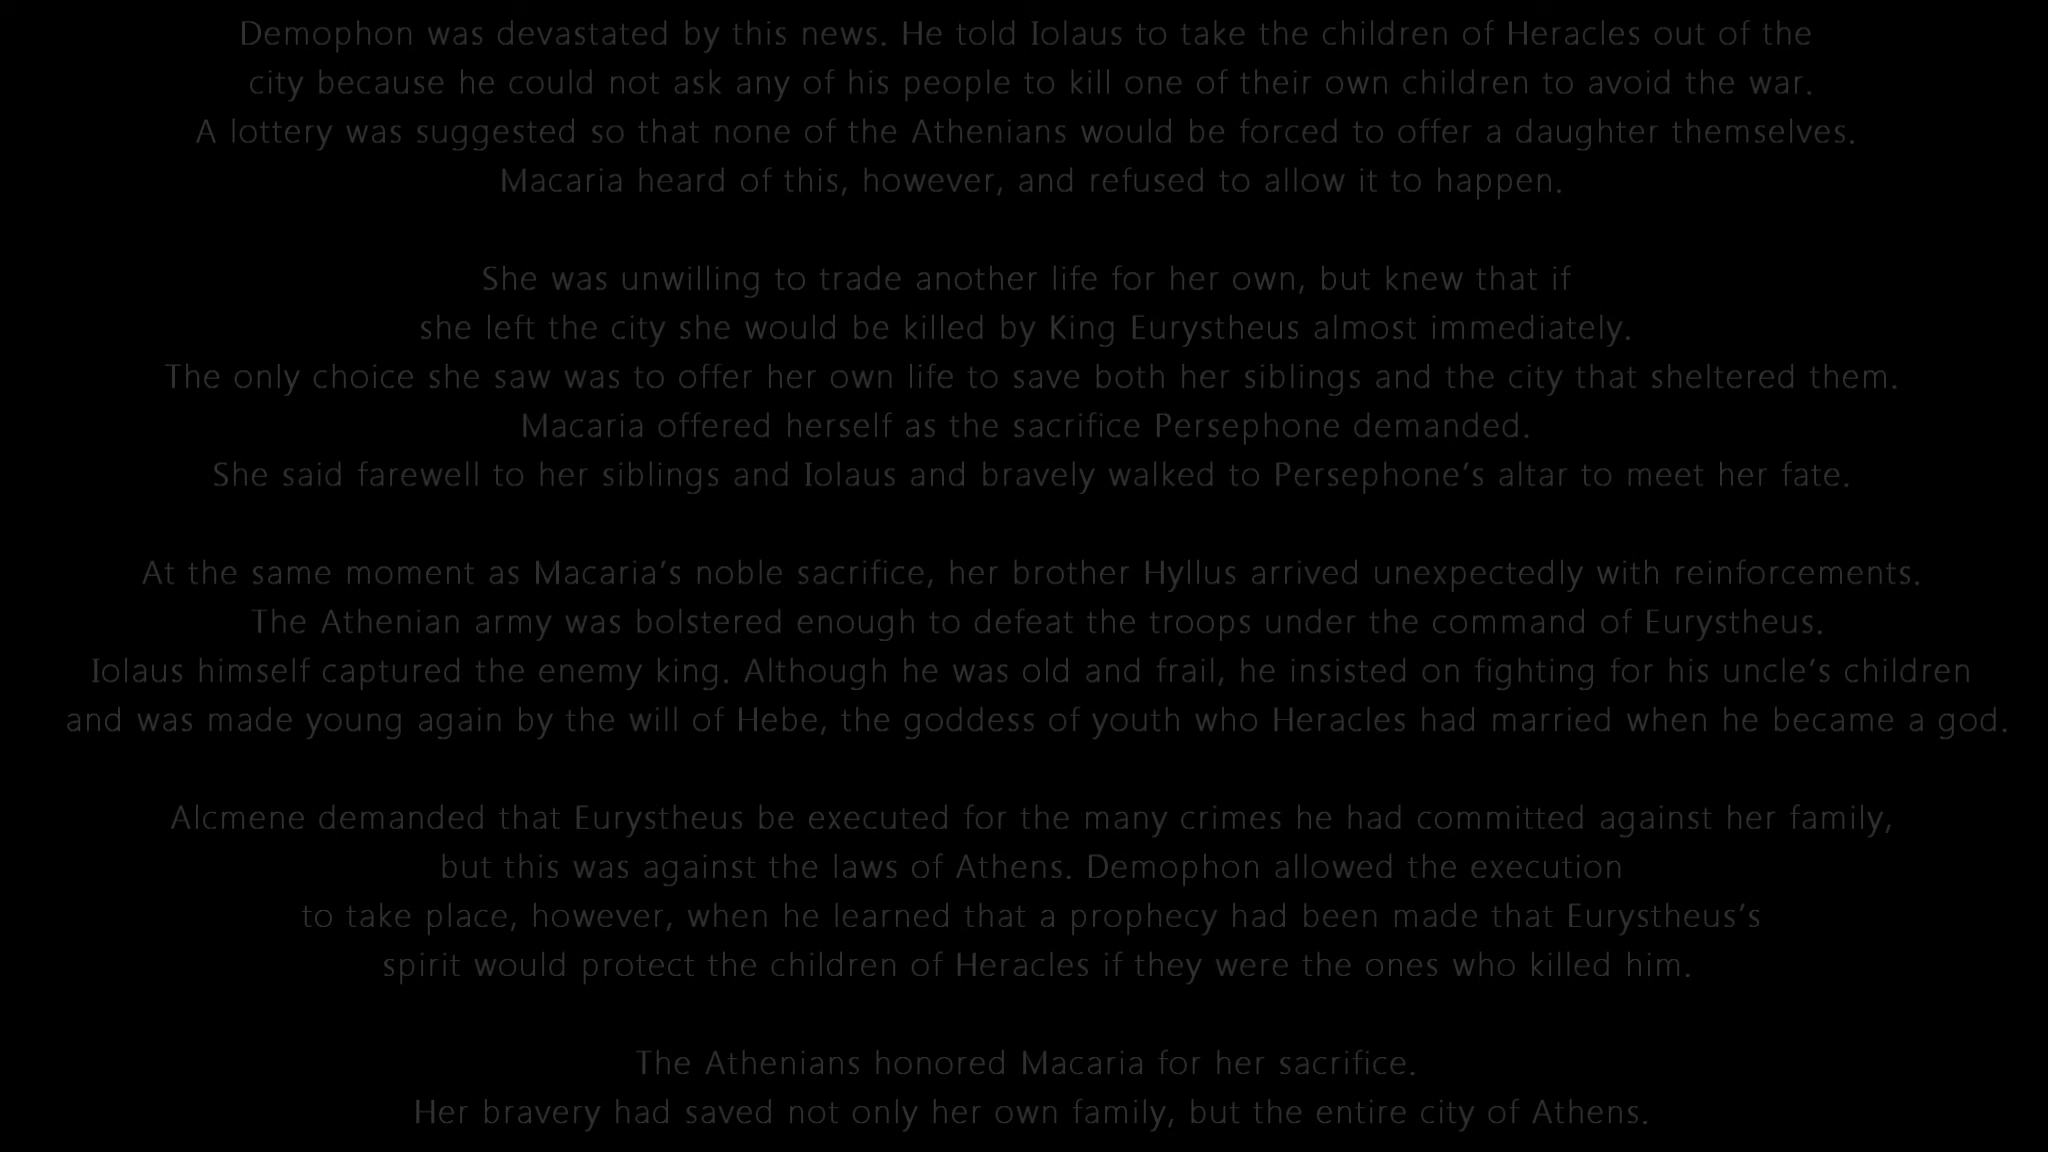 Demophon was devastated by this news. He told Iolaus to take the children of Heracles out of the
city because he could not ask any of his people to kill one of their own children to avoid the war.
A lottery was suggested so that none of the Athenians would be forced to offer a daughter themselves.
Macaria heard of this, however, and refused to allow it to happen.
She was unwilling to trade another life for her own, but knew that if
she left the city she would be killed by King Eurystheus almost immediately.
The only choice she saw was to offer her own life to save both her siblings and the city that sheltered them.
Macaria offered herself as the sacrifice Persephone demanded.
She said farewell to her siblings and Iolaus and bravely walked to Persephone’s altar to meet her fate.
At the same moment as Macaria’s noble sacrifice, her brother Hyllus arrived unexpectedly with reinforcements.
The Athenian army was bolstered enough to defeat the troops under the command of Eurystheus.
Iolaus himself captured the enemy king. Although he was old and frail, he insisted on fighting for his uncle’s children
and was made young again by the will of Hebe, the goddess of youth who Heracles had married when he became a god.
Alcmene demanded that Eurystheus be executed for the many crimes he had committed against her family,
but this was against the laws of Athens. Demophon allowed the execution
to take place, however, when he learned that a prophecy had been made that Eurystheus’s
spirit would protect the children of Heracles if they were the ones who killed him.
The Athenians honored Macaria for her sacrifice.
Her bravery had saved not only her own family, but the entire city of Athens.